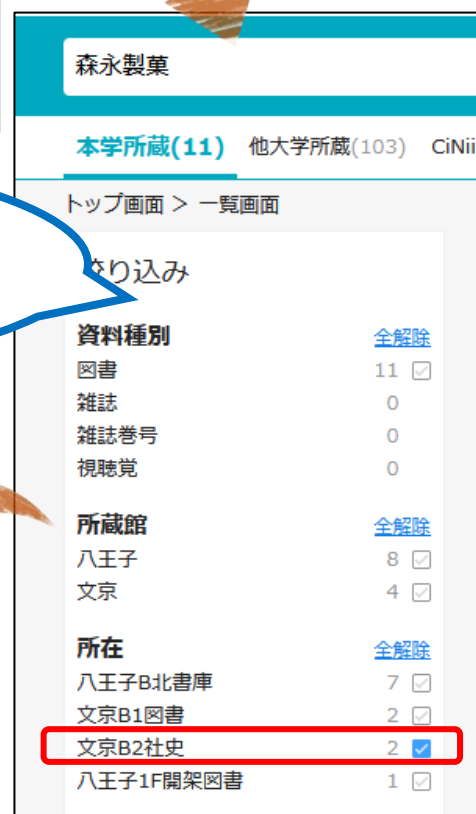 森永製菓
本学所蔵(11) 他大学所蔵(103) CiNii
トップ画面 > 一覧画面
り込み
資料種別 全解除
図書 11
雑誌 0
雑誌巻号 0
視聴覚 0
所蔵館 全解除
八王子 8
文京 4
所在 全解除
八王子B北書庫 7
文京B1図書 2
文京B2社史 2
八王子1F開架図書 1